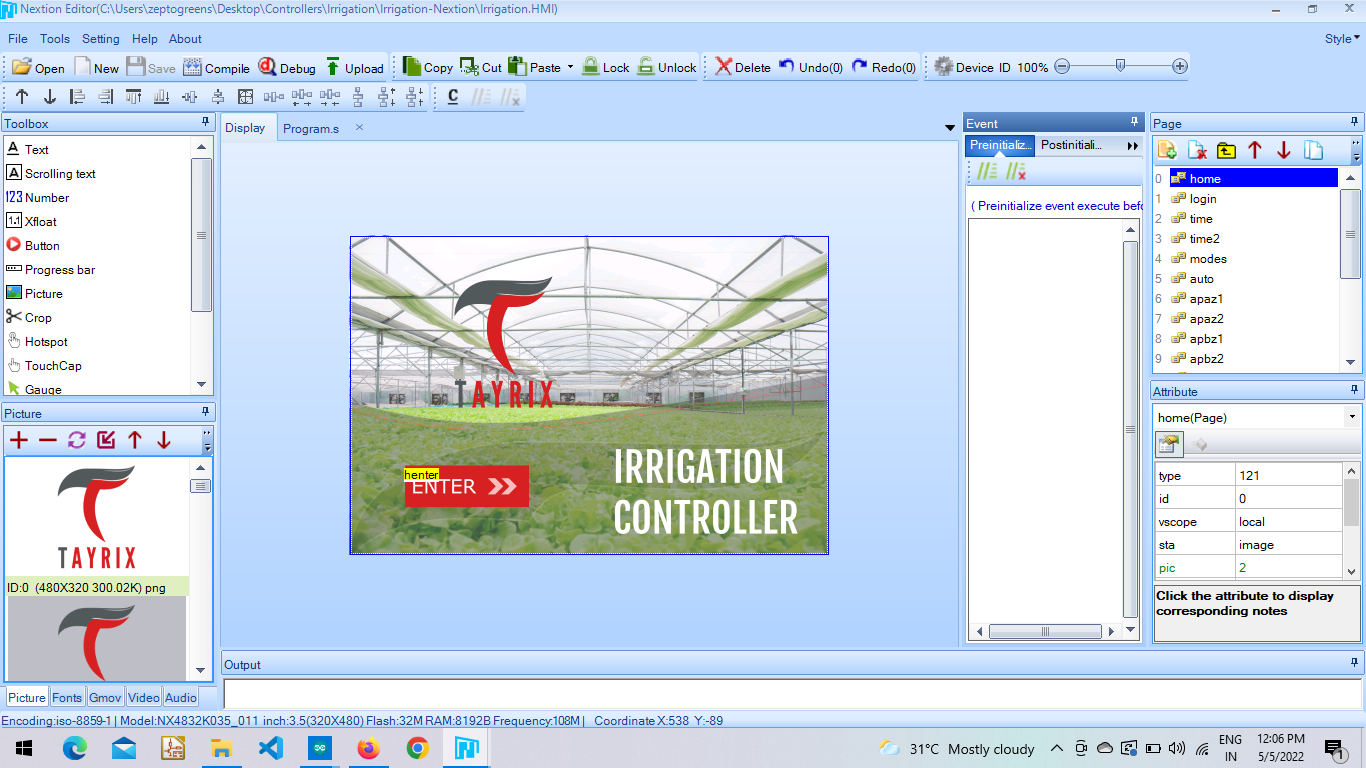 Nextion Editor(C:\Users\zeptogreens\Desktop\Controllers\Irrigation\Irrigation-Nextion\Irrigation.HMI)
File Tools Setting Help About Style
Open New Save Compile Debug Upload Copy Cut Paste Lock Unlock Delete Undo(0) Redo(0) Device ID 100%
Toolbox
Text
Scrolling text
123 Number
1.1 Xfloat
Button
Progress bar
Picture
Crop
Hotspot
TouchCap
Gauge
Picture
TAYRIX
ID:0 (480X320 300.02K) png
Picture Fonts Gmov Video Audio
Display Program.s
TAYRIX
henter
ENTER
IRRIGATION
CONTROLLER
Event
Preinitializ... Postinitiali...
( Preinitialize event execute befo
Page
0 home
1 login
2 time
3 time2
4 modes
5 auto
6 apaz1
7 apaz2
8 apbz1
9 apbz2
Attribute
home(Page)
type 121
id 0
vscope local
sta image
pic 2
Click the attribute to display
corresponding notes
Output
Encoding:iso-8859-1 | Model:NX4832K035_011 inch:3.5(320X480) Flash:32M RAM:8192B Frequency:108M | Coordinate X:538 Y:-89
31°C Mostly cloudy
ENG
IN
12:06 PM
5/5/2022
1